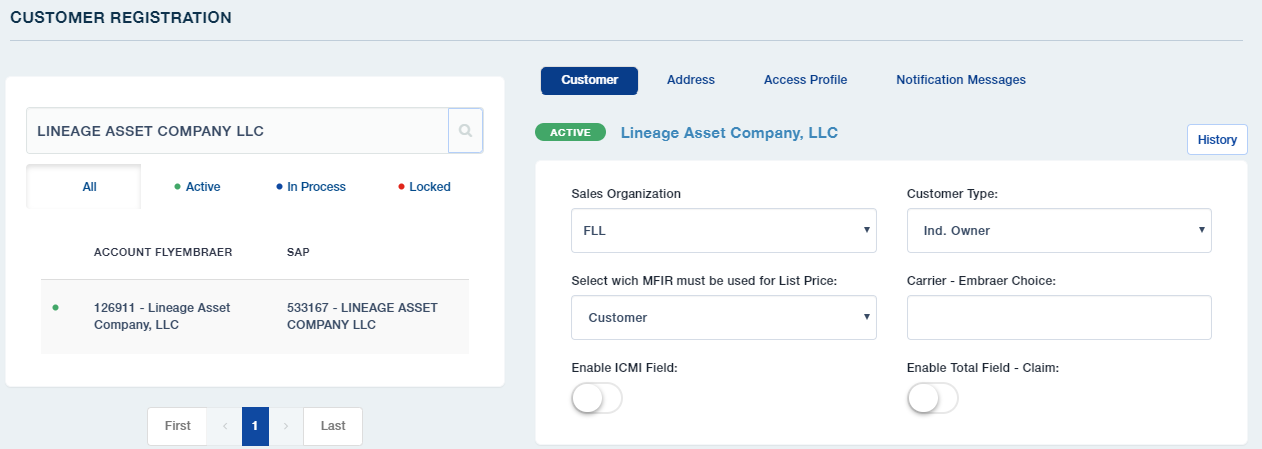 CUSTOMER REGISTRATION
LINEAGE ASSET COMPANY LLC
All
Active
In Process
Locked
ACCOUNT FLYEMBRAER
SAP
126911 - Lineage Asset
Company, LLC
533167 - LINEAGE ASSET
COMPANY LLC
First
‹
1
›
Last
Customer
Address
Access Profile
Notification Messages
ACTIVE
Lineage Asset Company, LLC
History
Sales Organization
FLL
Customer Type:
Ind. Owner
Select wich MFIR must be used for List Price:
Customer
Carrier - Embraer Choice:
Enable ICMI Field:
Enable Total Field - Claim: